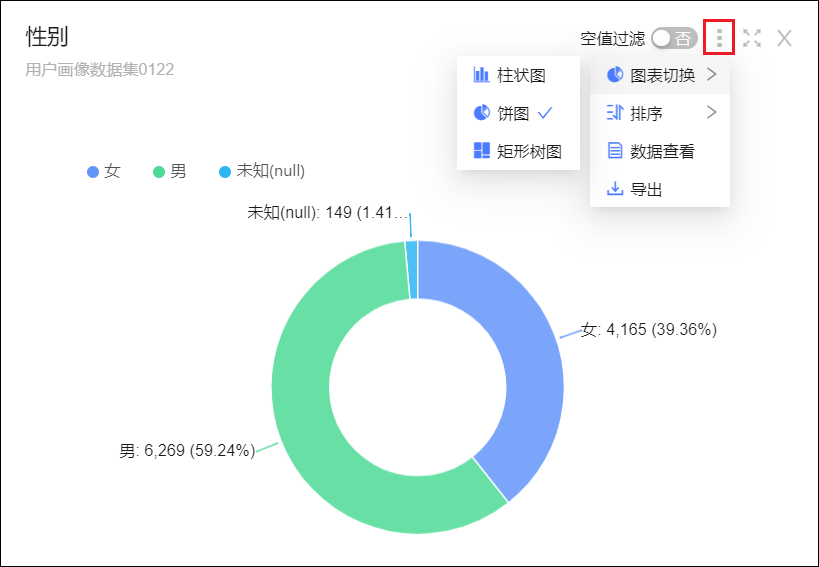 性别
空值过滤 否
X
用户画像数据集0122
柱状图
饼图
矩形树图
图表切换
排序
数据查看
导出
女 男 未知(null)
未知(null): 149 (1.41...
女: 4,165 (39.36%)
男: 6,269 (59.24%)